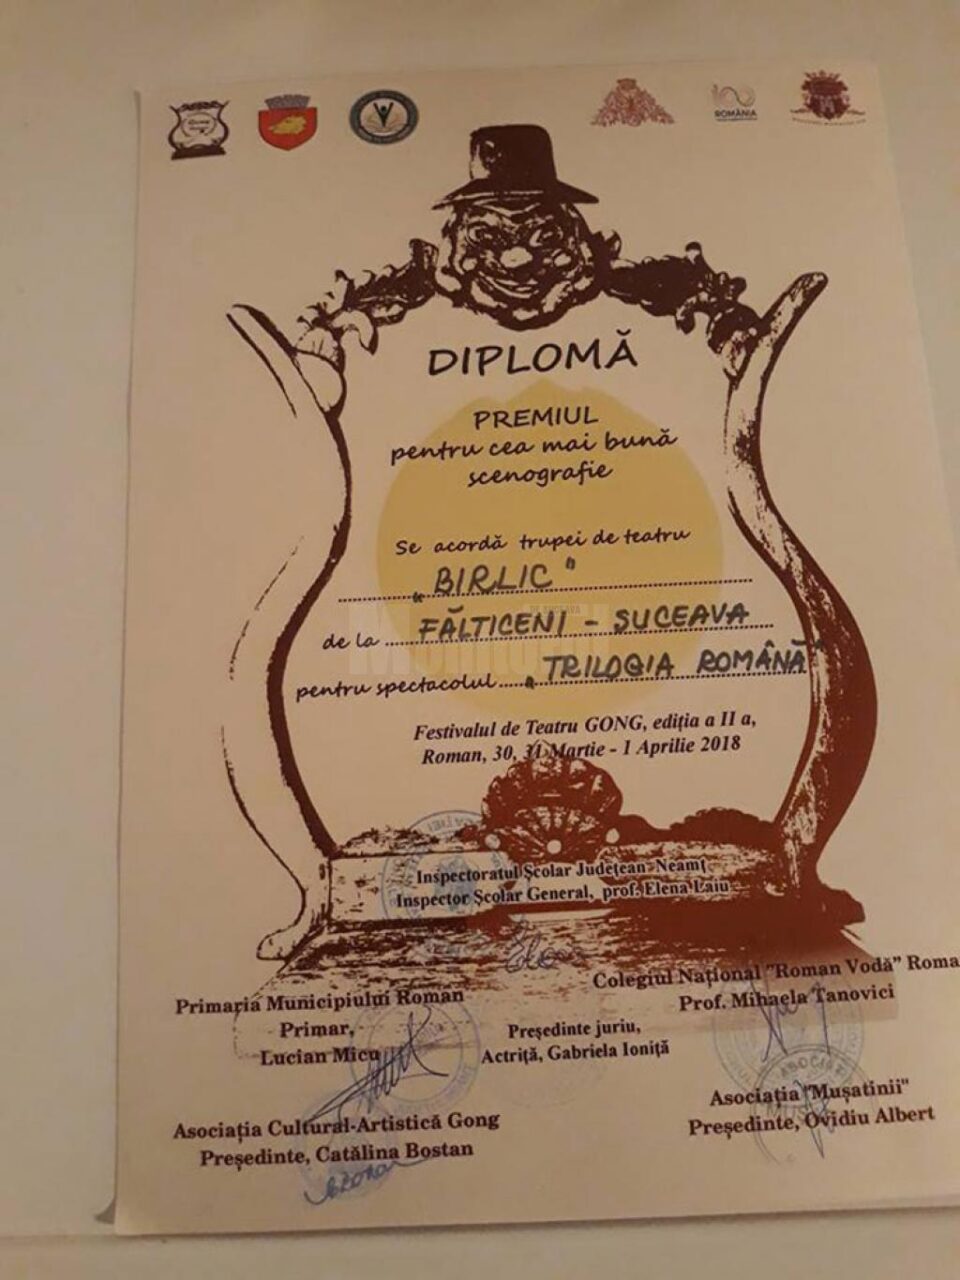 ROMÂNIA
DIPLOMĂ
PREMIUL
pentru cea mai bună
scenografie
Se acordă trupei de teatru
„BIRLIC"
de la FĂLTICENI - SUCEAVA
pentru spectacolul „TRILOGIA ROMÂNĂ"
Festivalul de Teatru GONG, ediția a II a,
Roman, 30, 31 Martie - 1 Aprilie 2018
Inspectoratul Școlar Județean Neamț
Inspector Școlar General, prof. Elena Laiu
Colegiul Național "Roman Vodă" Roma
Prof. Mihaela Tanovici
Primaria Municipiului Roman
Primar,
Lucian Micu
Președinte juriu,
Actriță, Gabriela Ioniță
Asociația "Mușatinii"
Președinte, Ovidiu Albert
Asociația Cultural-Artistică Gong
Președinte, Catălina Bostan